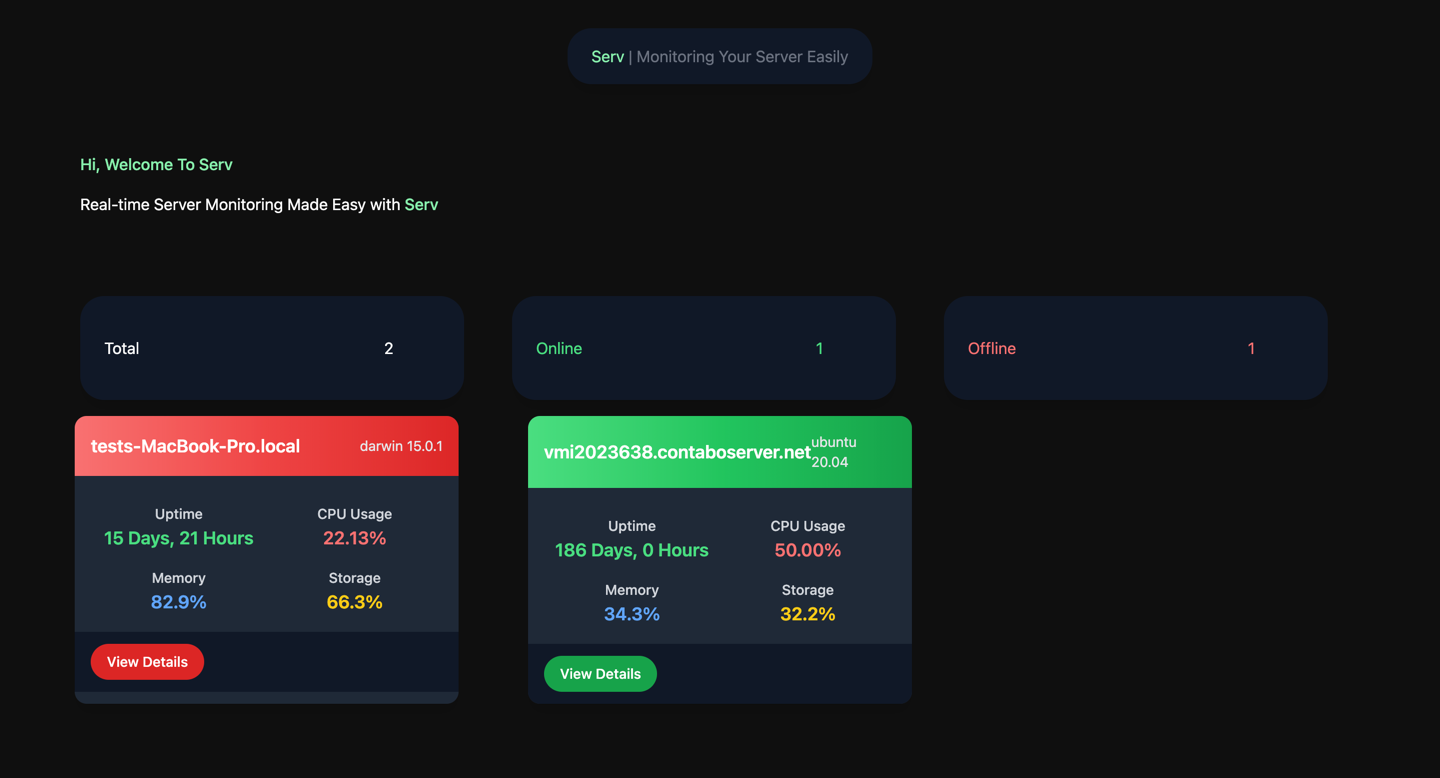 Serv | Monitoring Your Server Easily
Hi, Welcome To Serv
Real-time Server Monitoring Made Easy with Serv
Total 2
Online 1
Offline 1
tests-MacBook-Pro.local darwin 15.0.1
Uptime CPU Usage
15 Days, 21 Hours 22.13%
Memory Storage
82.9% 66.3%
View Details
vmi2023638.contaboserver.net ubuntu
20.04
Uptime CPU Usage
186 Days, 0 Hours 50.00%
Memory Storage
34.3% 32.2%
View Details